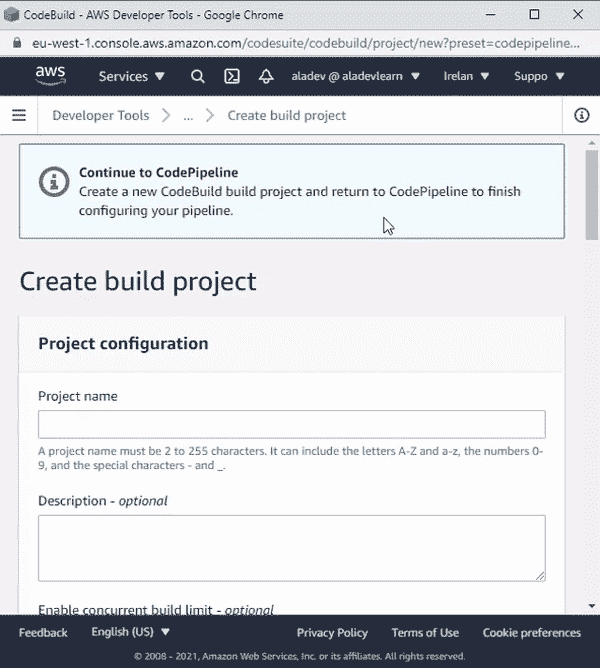 CodeBuild - AWS Developer Tools - Google Chrome
eu-west-1.console.aws.amazon.com/codesuite/codebuild/project/new?preset=codepipeline...
aws Services aladev @ aladevlearn Irelan Suppo
Developer Tools ... Create build project
Continue to CodePipeline
Create a new CodeBuild build project and return to CodePipeline to finish
configuring your pipeline.
Create build project
Project configuration
Project name
A project name must be 2 to 255 characters. It can include the letters A-Z and a-z, the numbers 0-
9, and the special characters - and _.
Description - optional
Enable concurrent build limit - optional
Feedback English (US) Privacy Policy Terms of Use Cookie preferences
© 2008 - 2021, Amazon Web Services, Inc. or its affiliates. All rights reserved.